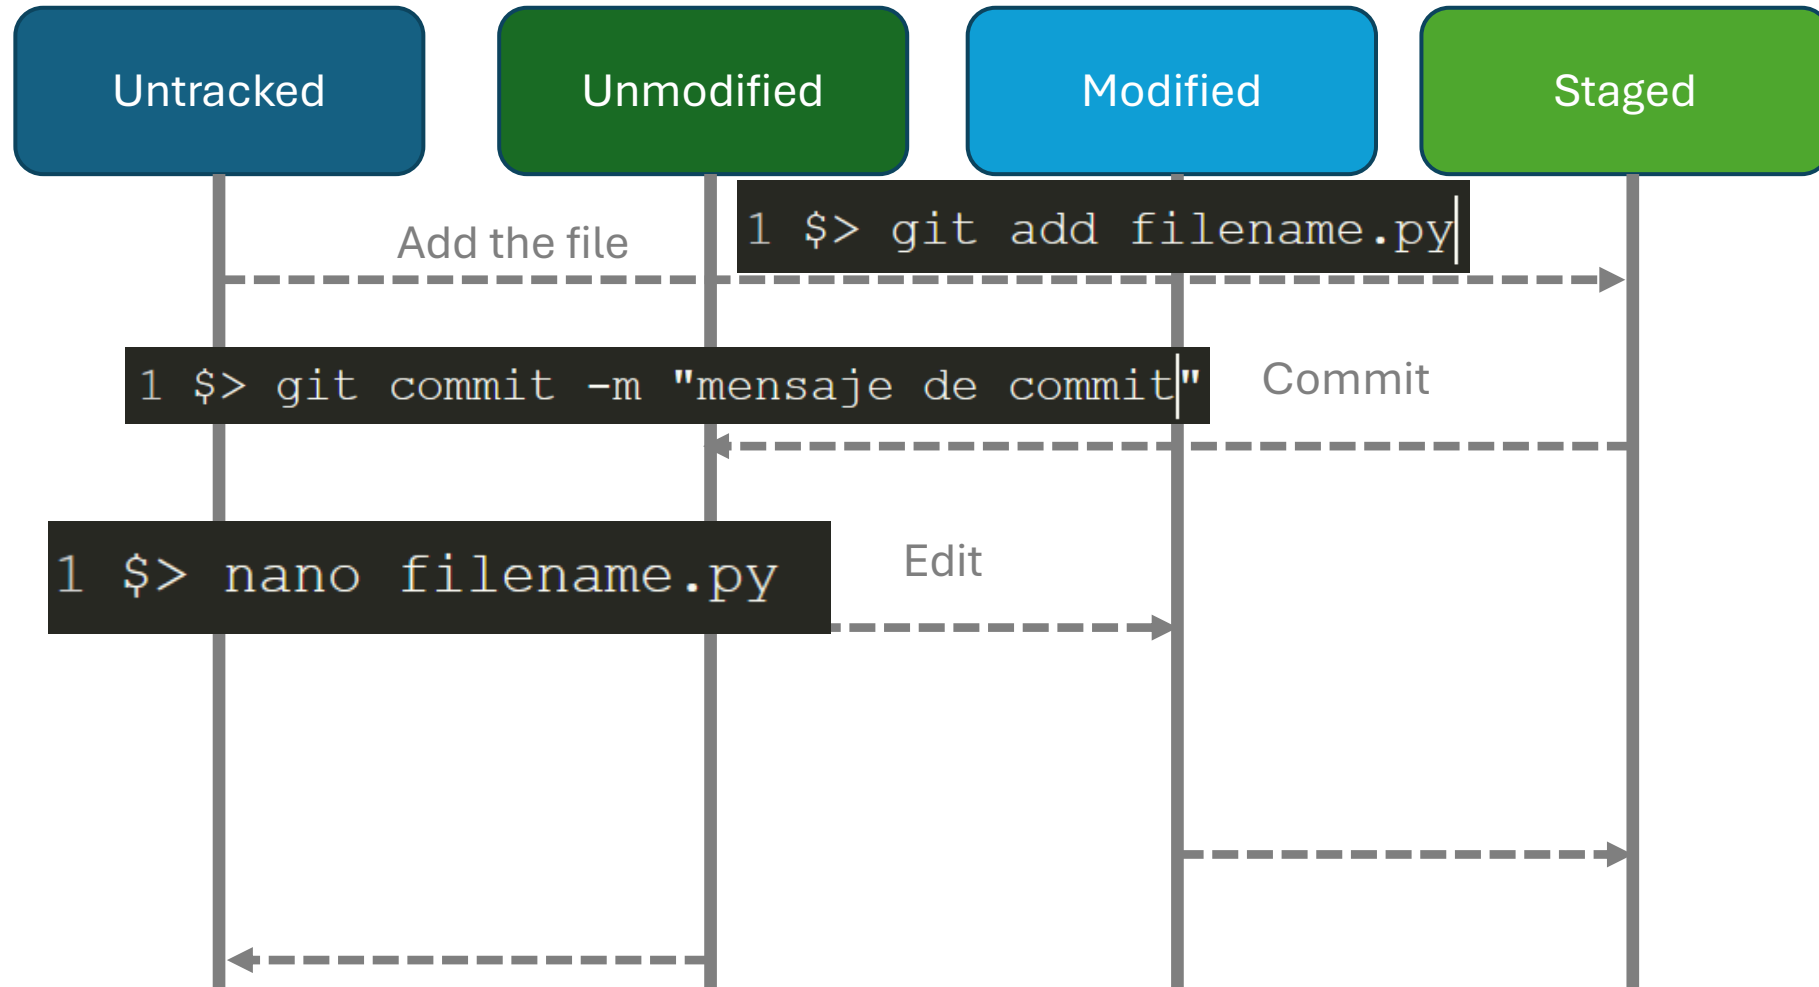 Untracked
Unmodified
Modified
Staged
Add the file
1 $> git add filename.py
1 $> git commit -m "mensaje de commit"
Commit
1 $> nano filename.py
Edit